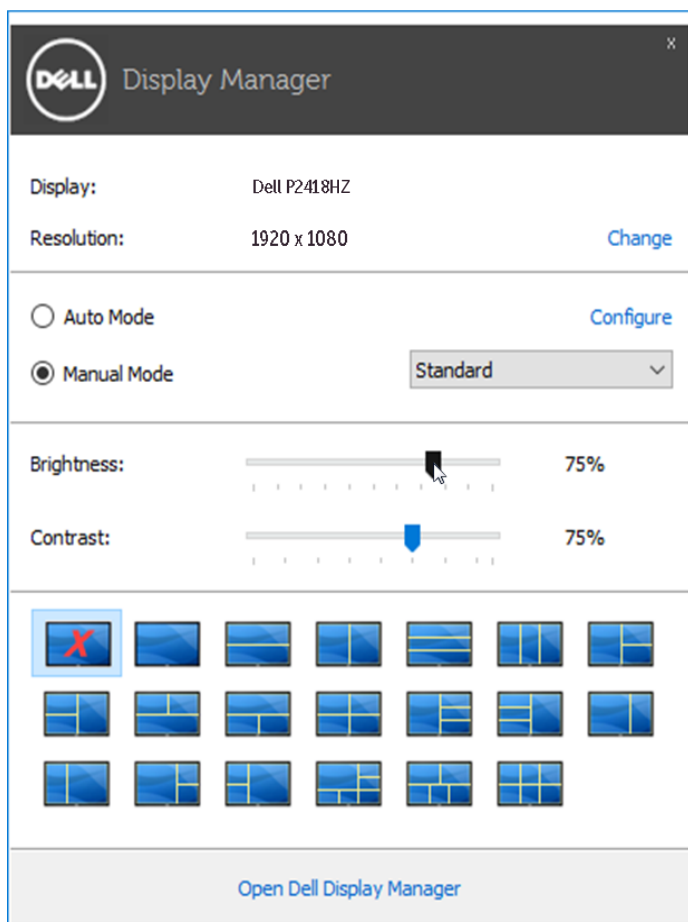 x
DELL Display Manager
Display: Dell P2418HZ
Resolution: 1920 x 1080 Change
Auto Mode Configure
Manual Mode Standard
Brightness: 75%
Contrast: 75%
X
Open Dell Display Manager